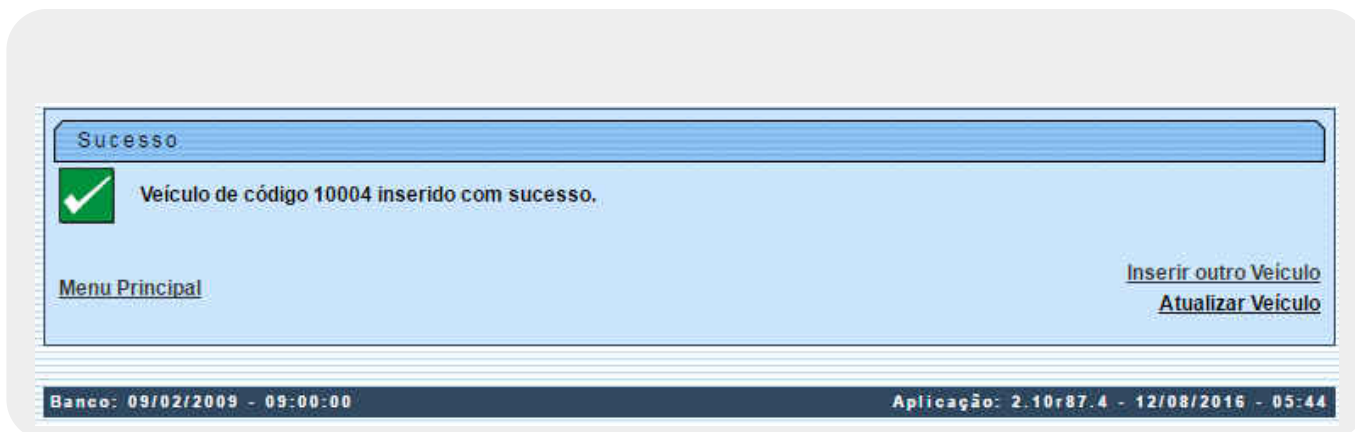 Sucesso
Veículo de código 10004 inserido com sucesso.
Menu Principal
Inserir outro Veículo
Atualizar Veículo
Banco: 09/02/2009 - 09:00:00
Aplicação: 2.10r87.4 - 12/08/2016 - 05:44